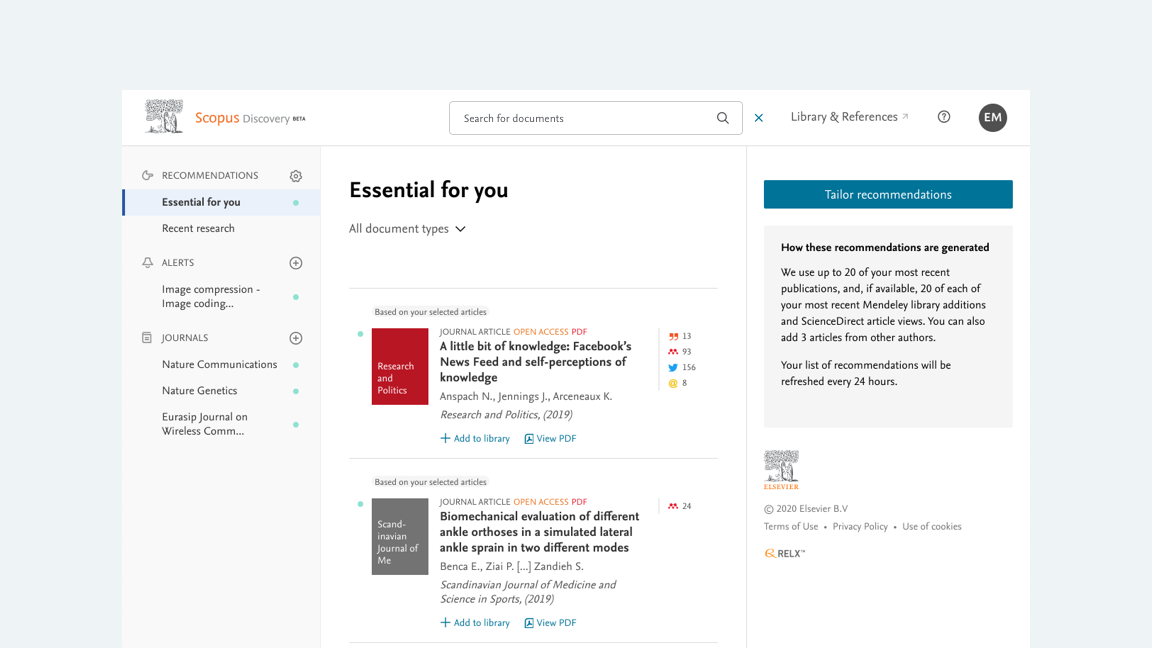 Scopus Discovery BETA
Search for documents
Library & References
EM
RECOMMENDATIONS
Essential for you
Recent research
ALERTS
Image compression -
Image coding...
JOURNALS
Nature Communications
Nature Genetics
Eurasip Journal on
Wireless Comm...
Essential for you
All document types
Based on your selected articles
Research
and
Politics
JOURNAL ARTICLE OPEN ACCESS PDF
A little bit of knowledge: Facebook's
News Feed and self-perceptions of
knowledge
Anspach N., Jennings J., Arceneaux K.
Research and Politics, (2019)
Add to library View PDF
13
93
156
8
Based on your selected articles
Scand-
inavian
Journal of
Me
JOURNAL ARTICLE OPEN ACCESS PDF
Biomechanical evaluation of different
ankle orthoses in a simulated lateral
ankle sprain in two different modes
Benca E., Ziai P. [...] Zandieh S.
Scandinavian Journal of Medicine and
Science in Sports, (2019)
Add to library View PDF
24
Tailor recommendations
How these recommendations are generated
We use up to 20 of your most recent
publications, and, if available, 20 each of
your most recent Mendeley library additions
and ScienceDirect article views. You can also
add 3 articles from other authors.
Your list of recommendations will be
refreshed every 24 hours.
ELSEVIER
© 2020 Elsevier B.V
Terms of Use • Privacy Policy • Use of cookies
RELX™